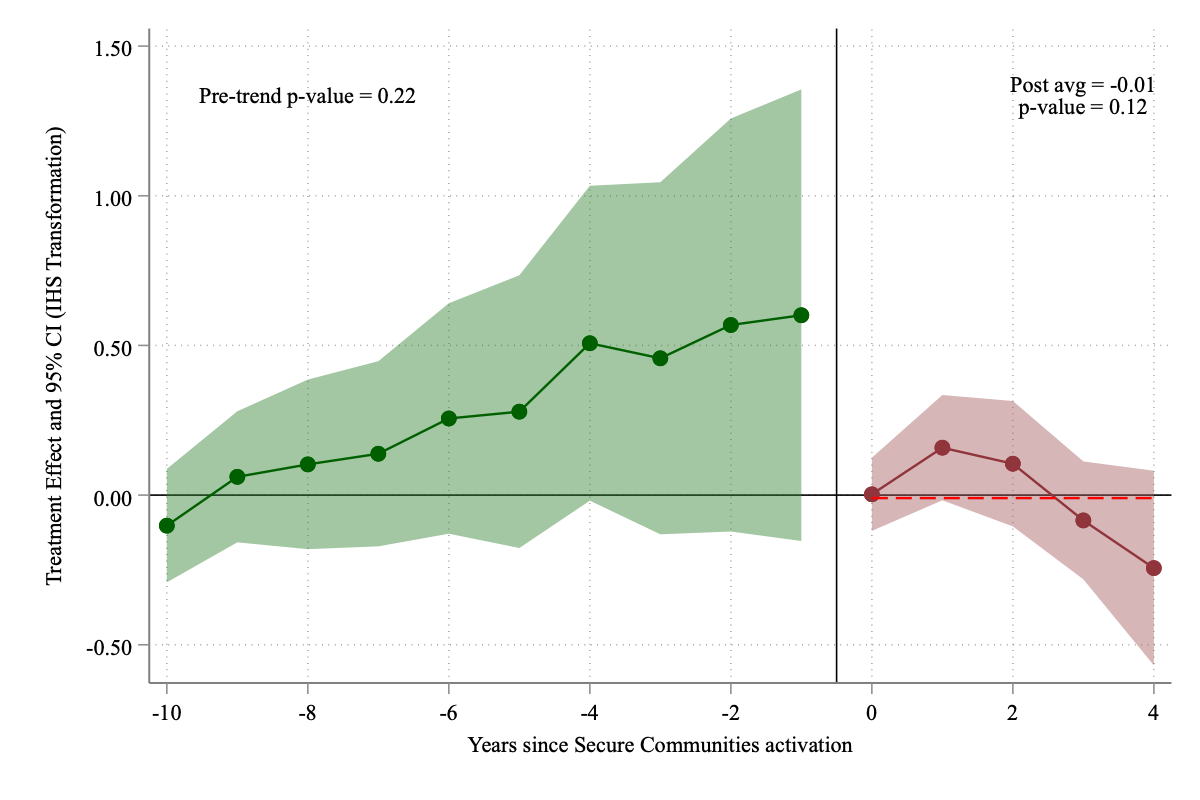 Treatment Effect and 95% CI (IHS Transformation)
1.50
1.00
0.50
0.00
-0.50
Pre-trend p-value = 0.22
Post avg = -0.01
p-value = 0.12
-10
-8
-6
-4
-2
0
2
4
Years since Secure Communities activation